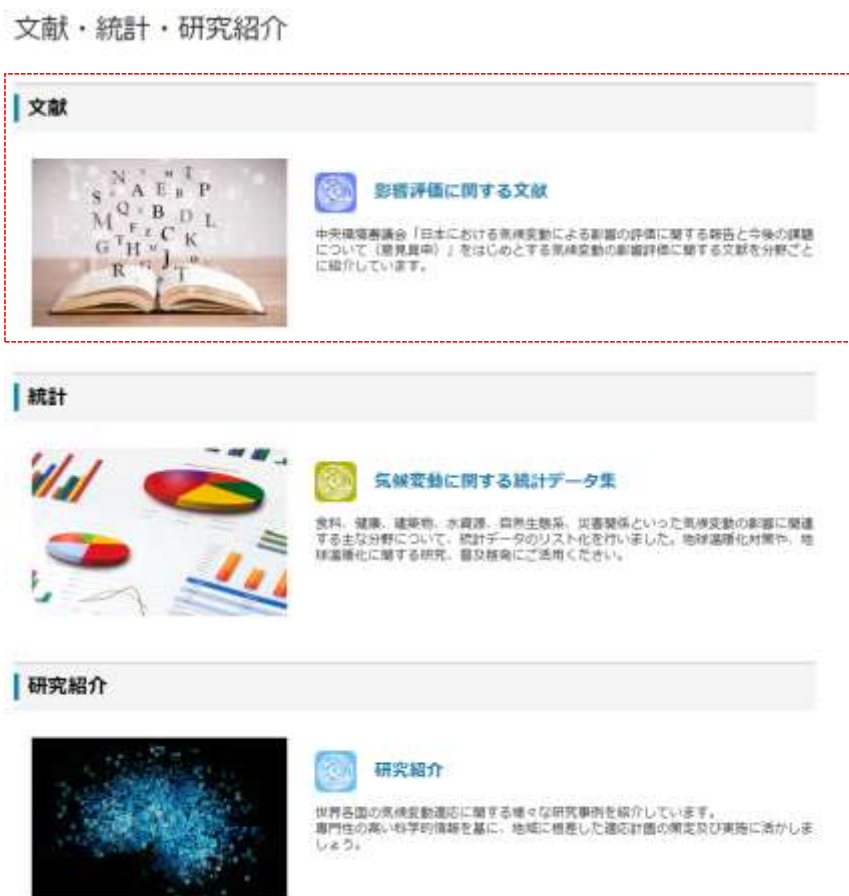 文献・統計・研究紹介
文献
影響評価に関する文献
中央環境審議会「日本における気候変動による影響の評価に関する報告と今後の課題
について（意見具申）」をはじめとする気候変動の影響評価に関する文献を分野ごと
に紹介しています。
統計
気候変動に関する統計データ集
食料、健康、建築物、水資源、自然生態系、災害関係といった気候変動の影響に関連
する主な分野について、統計データのリスト化を行いました。地球温暖化対策や、地
球温暖化に関する研究、普及啓発にご活用ください。
研究紹介
研究紹介
世界各国の気候変動適応に関する様々な研究事例を紹介しています。
専門性の高い科学的情報を基に、地域に根差した適応計画の策定及び実施に活かしま
しょう。